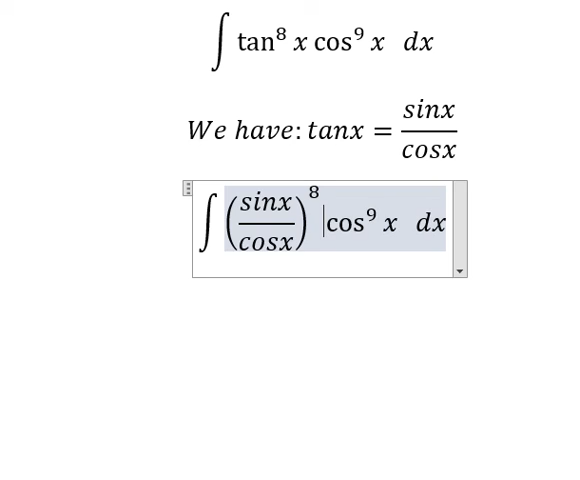 ∫ tan⁸ x cos⁹ x dx
We have: tanx = sinx/cosx
∫ (sinx/cosx)⁸ cos⁹ x dx